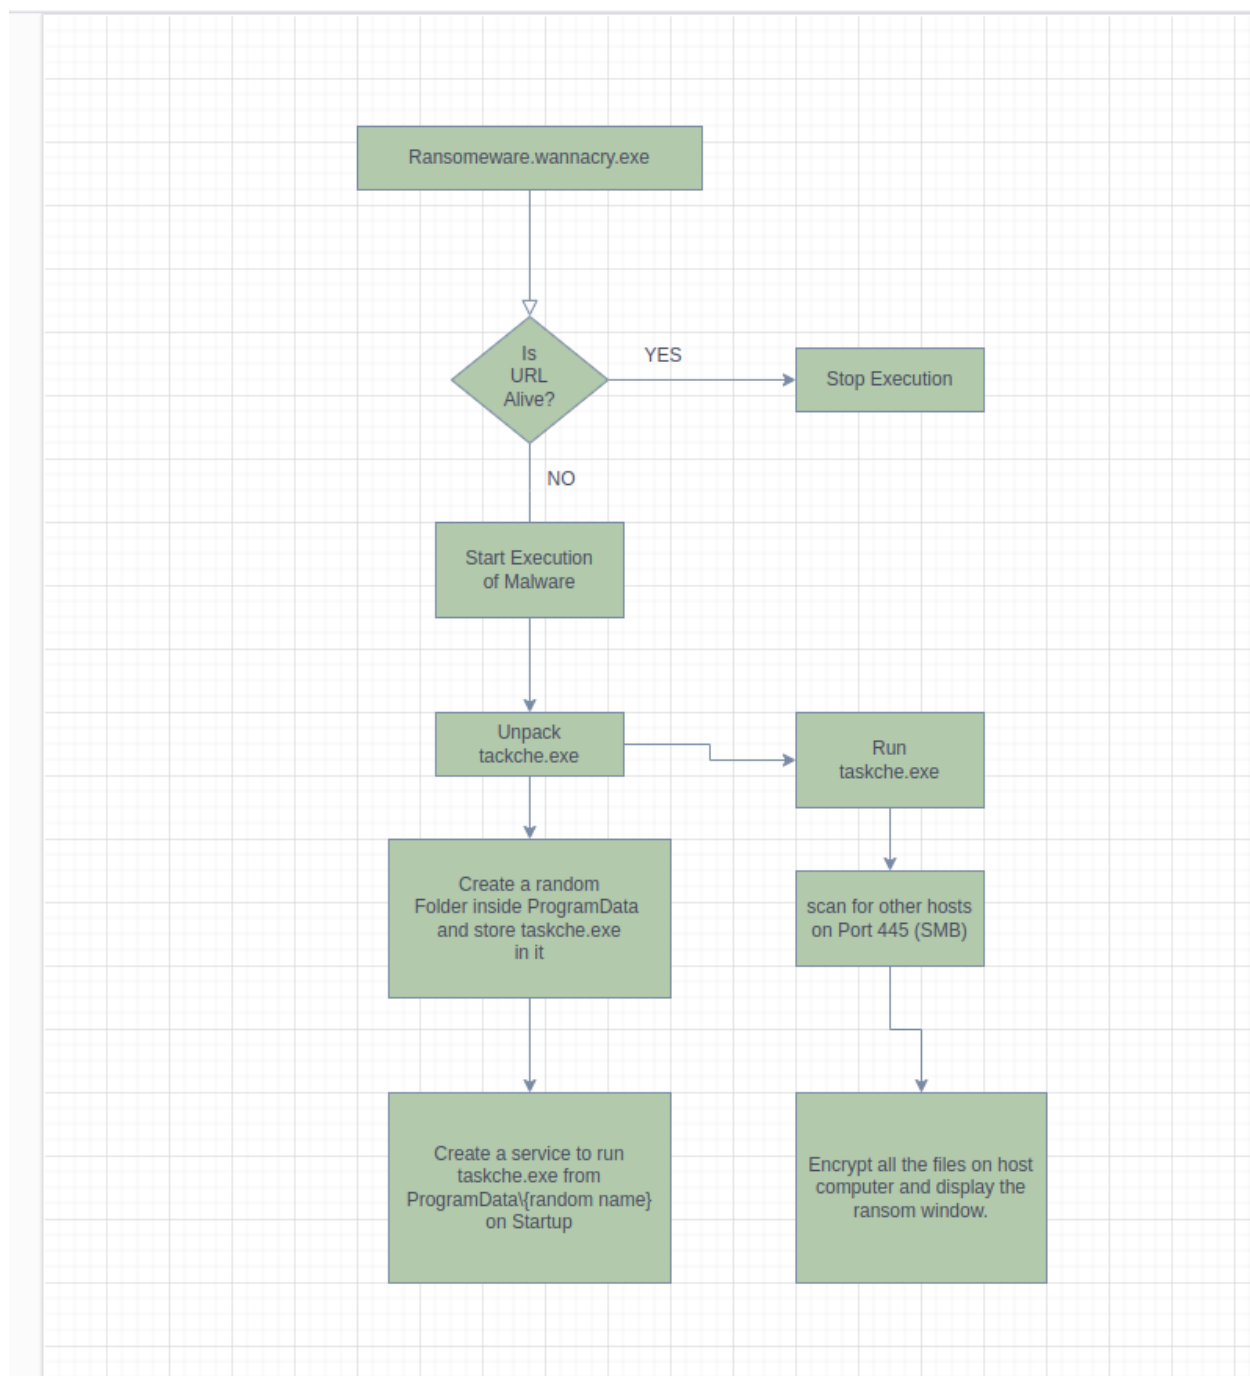 Ransomeware.wannacry.exe
Is
URL
Alive?
YES
Stop Execution
NO
Start Execution
of Malware
Unpack
tackche.exe
Run
taskche.exe
Create a random
Folder inside ProgramData
and store taskche.exe
in it
scan for other hosts
on Port 445 (SMB)
Create a service to run
taskche.exe from
ProgramData\{random name}
on Startup
Encrypt all the files on host
computer and display the
ransom window.